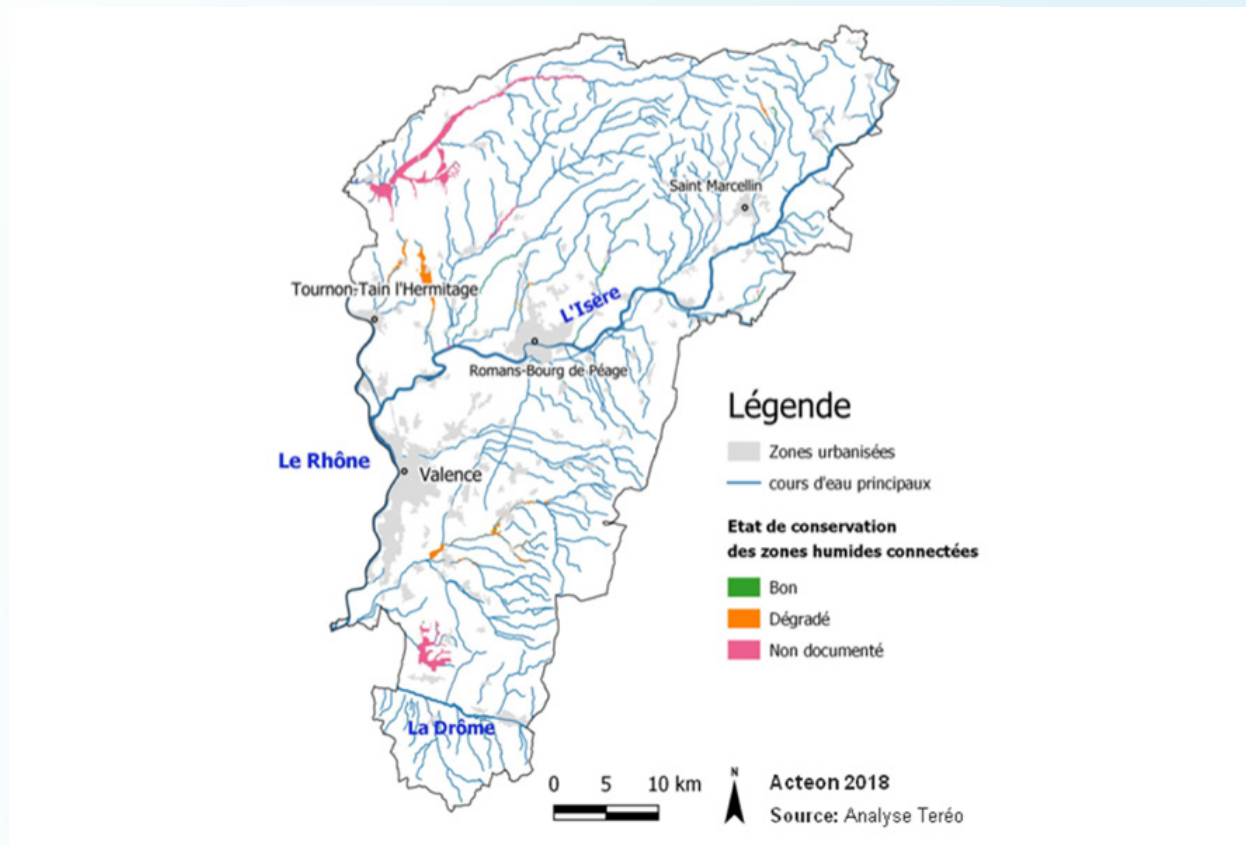 Saint Marcellin
Tournon-Tain l'Hermitage
L'Isère
Romans-Bourg de Péage
Le Rhône
Valence
La Drôme
Légende
Zones urbanisées
cours d'eau principaux
Etat de conservation
des zones humides connectées
Bon
Dégradé
Non documenté
0 5 10 km
N
Acteon 2018
Source: Analyse Teréo